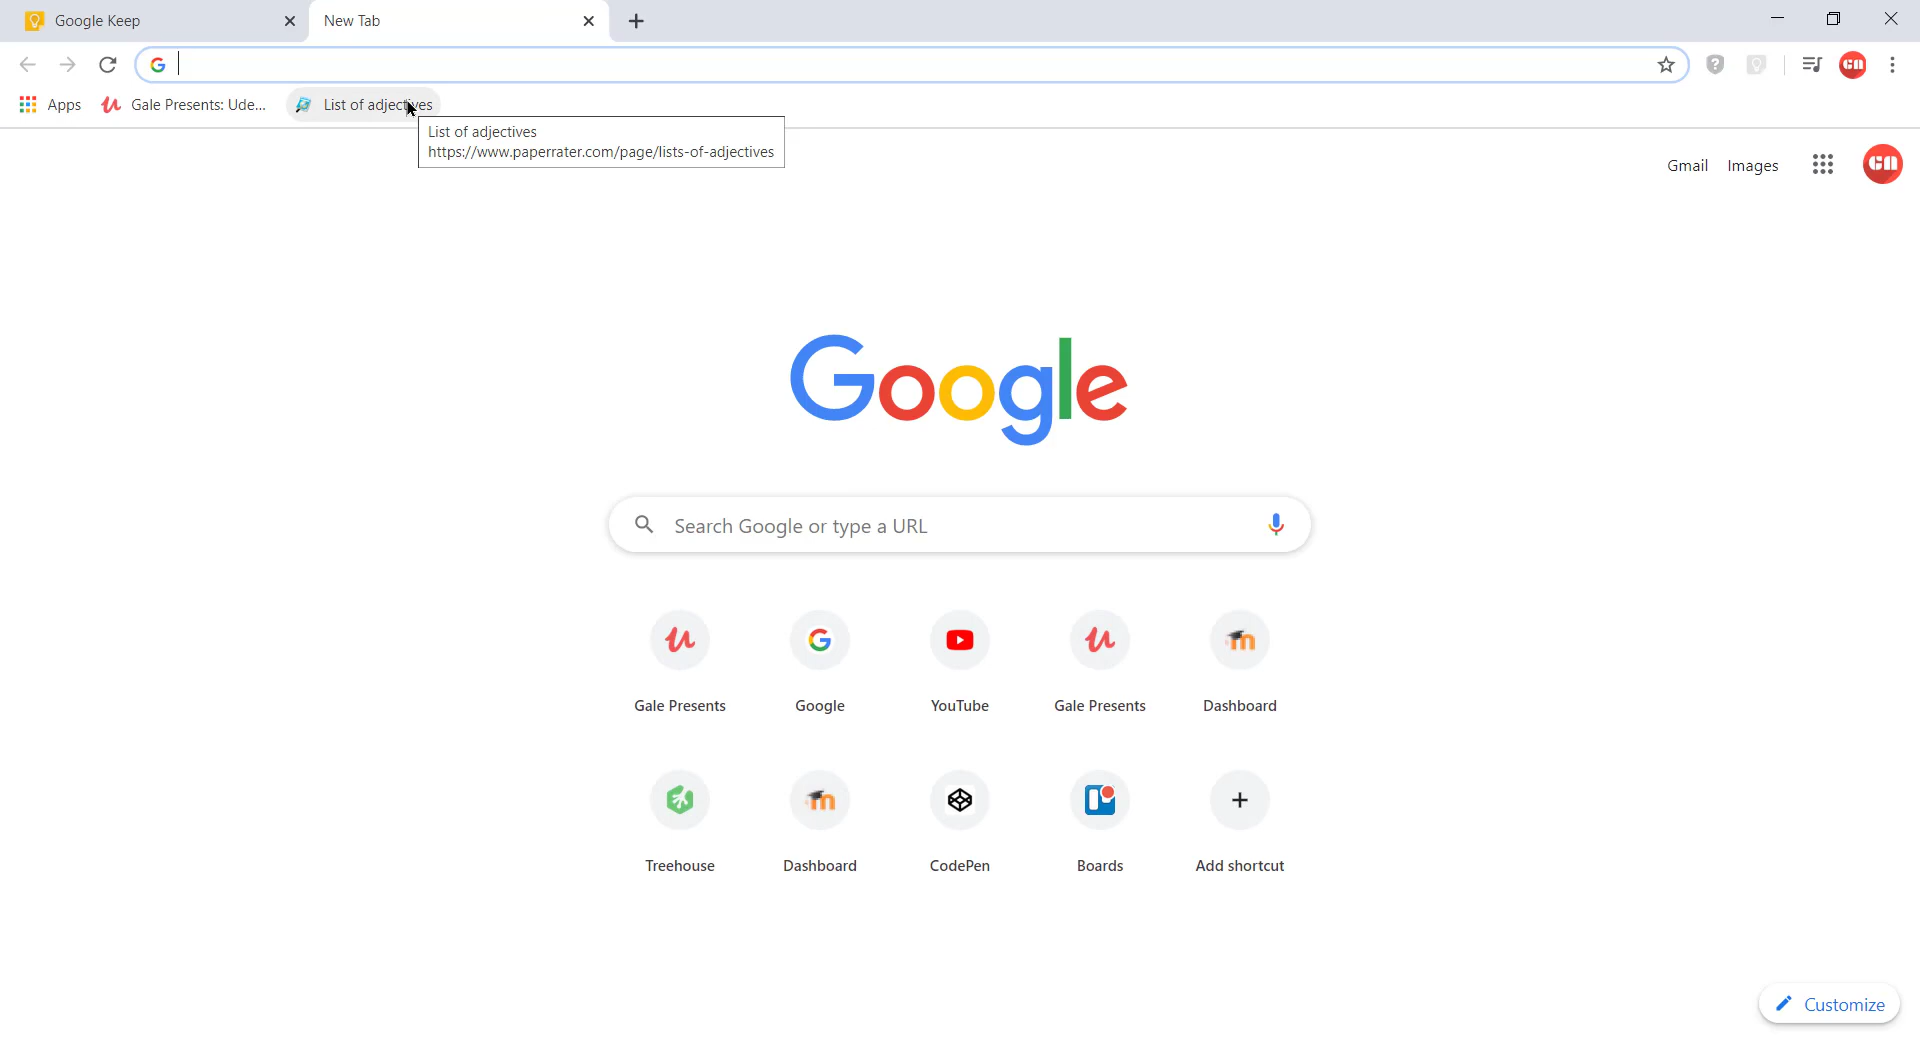 Google Keep
New Tab
Apps
Gale Presents: Ude...
List of adjectives
List of adjectives
https://www.paperrater.com/page/lists-of-adjectives
Gmail
Images
Google
Search Google or type a URL
Gale Presents
Google
YouTube
Gale Presents
Dashboard
Treehouse
Dashboard
CodePen
Boards
Add shortcut
Customize